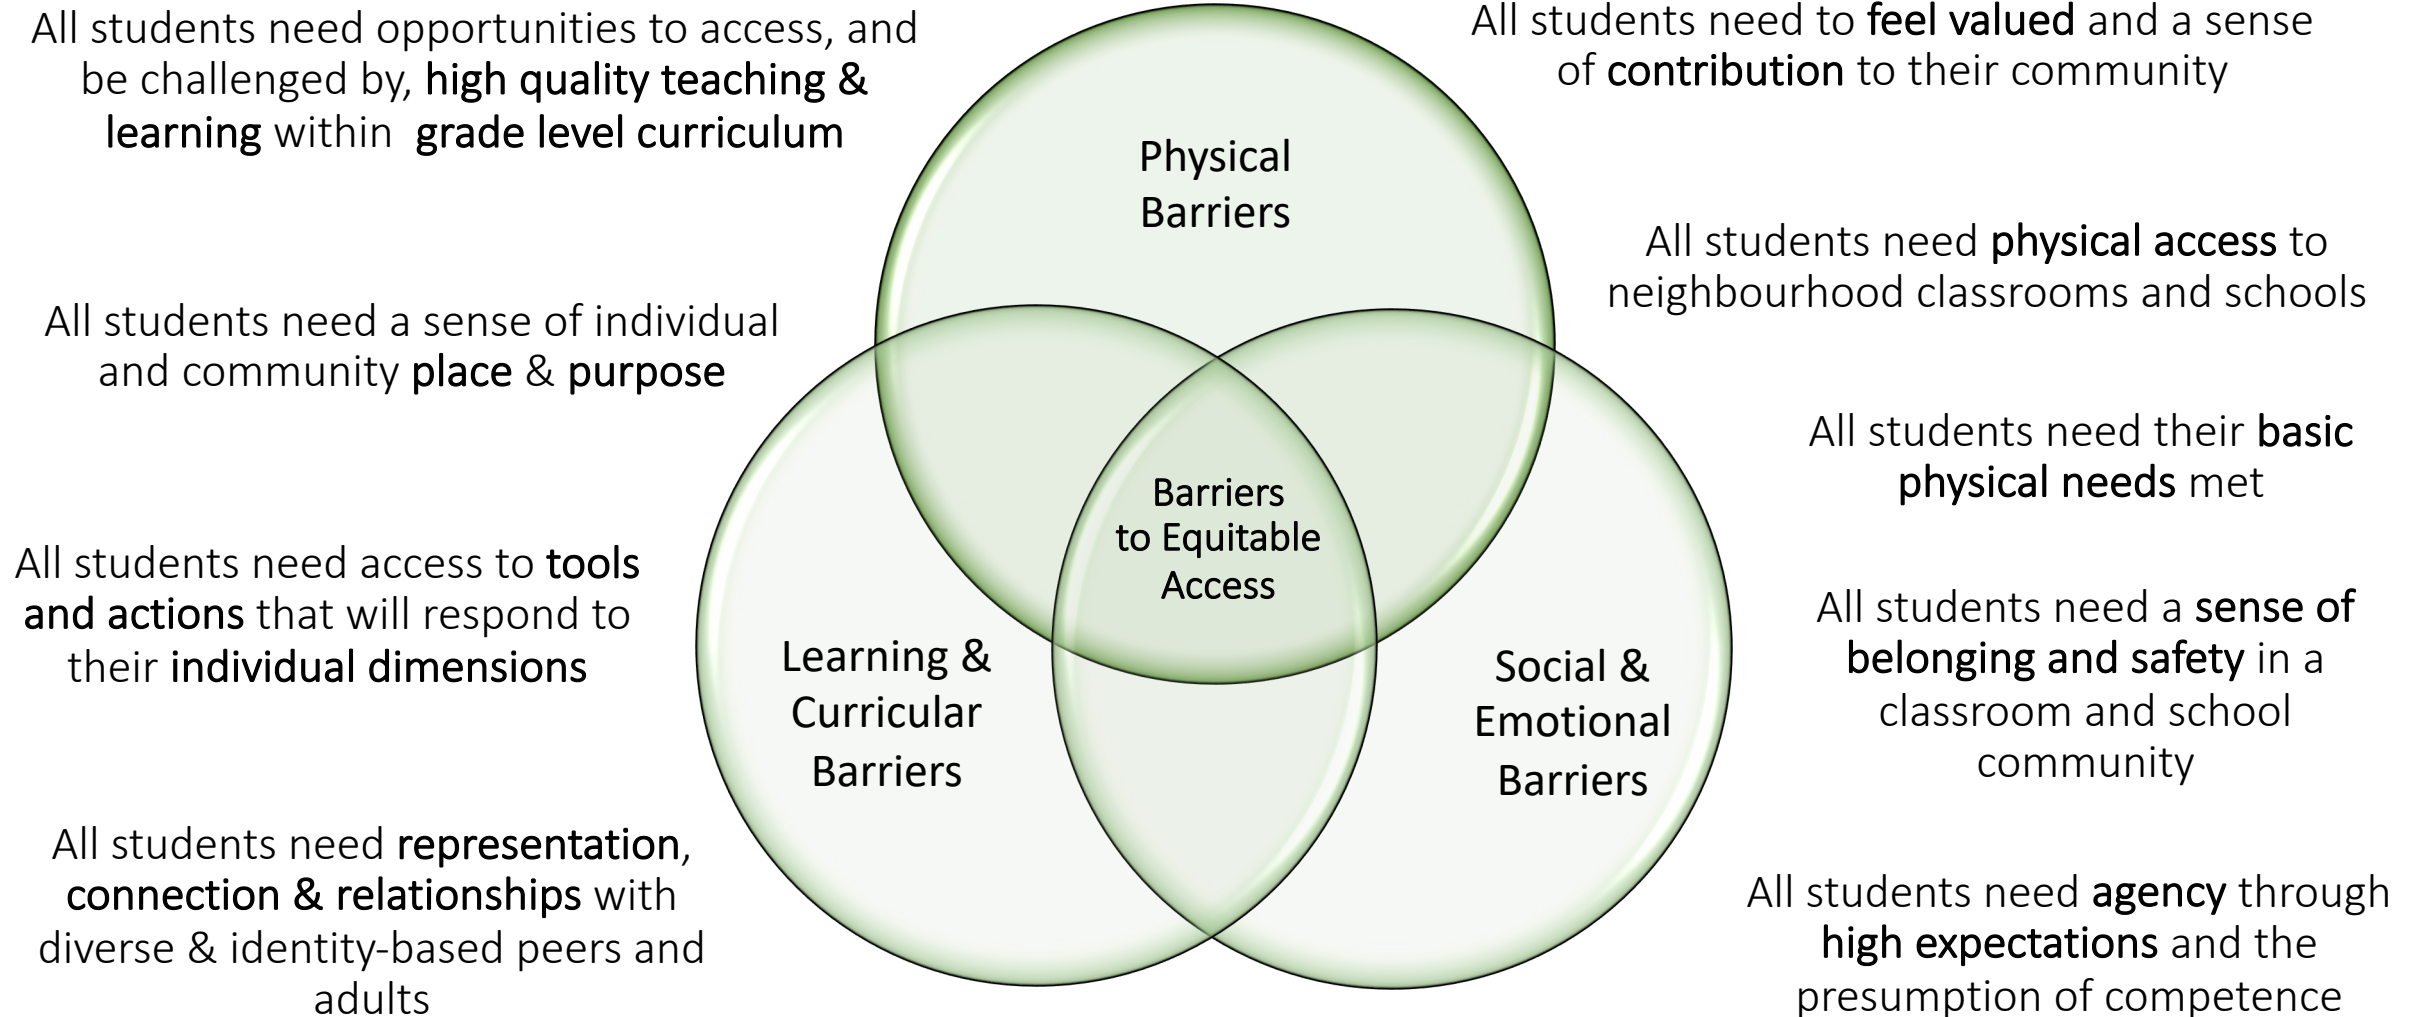 All students need opportunities to access, and
be challenged by, high quality teaching &
learning within grade level curriculum
All students need a sense of individual
and community place & purpose
All students need access to tools
and actions that will respond to
their individual dimensions
All students need representation,
connection & relationships with
diverse & identity-based peers and
adults
Physical
Barriers
Barriers
to Equitable
Access
Learning &
Curricular
Barriers
Social &
Emotional
Barriers
All students need to feel valued and a sense
of contribution to their community
All students need physical access to
neighbourhood classrooms and schools
All students need their basic
physical needs met
All students need a sense of
belonging and safety in a
classroom and school
community
All students need agency through
high expectations and the
presumption of competence